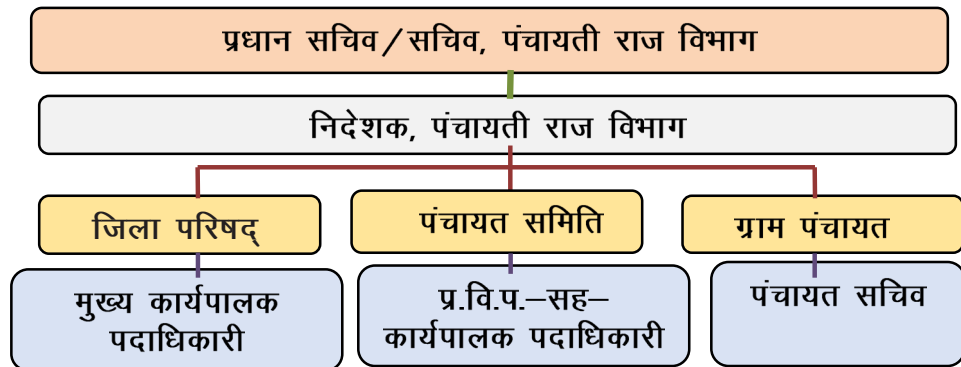 प्रधान सचिव/सचिव, पंचायती राज विभाग
निदेशक, पंचायती राज विभाग
जिला परिषद्
पंचायत समिति
ग्राम पंचायत
मुख्य कार्यपालक
पदाधिकारी
प्र.वि.प.–सह–
कार्यपालक पदाधिकारी
पंचायत सचिव